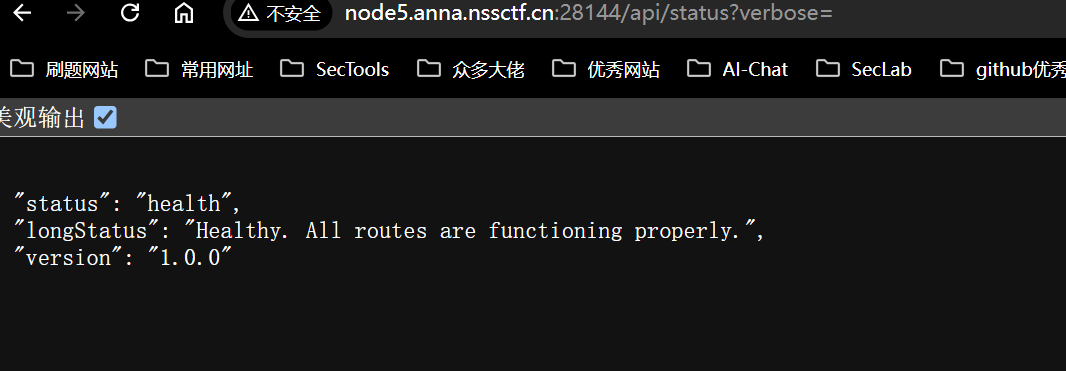 不安全 node5.anna.nssctf.cn:28144/api/status?verbose=
刷题网站 常用网址 SecTools 众多大佬 优秀网站 AI-Chat SecLab github优秀
美观输出
"status": "health",
"longStatus": "Healthy. All routes are functioning properly.",
"version": "1.0.0"